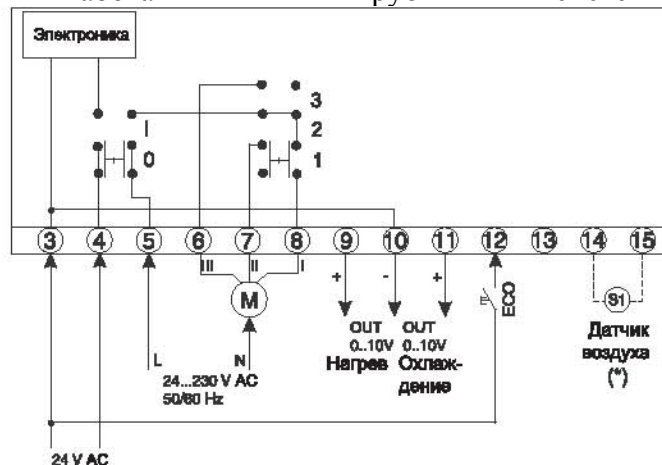 Электроника
3
I
2
0
1
3 4 5 6 7 8 9 10 11 12 13 14 15
III II I
M
+ - +
ECO
S1
L N
OUT OUT
0..10V 0..10V
Нагрев Охлаж-
дение
Датчик
воздуха
(*)
24...230 V AC
50/60 Hz
24 V AC